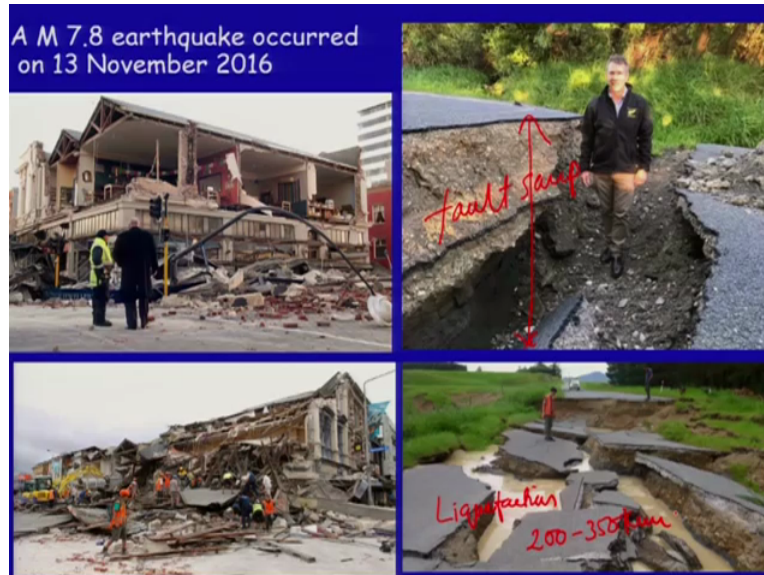 A M 7.8 earthquake occurred
on 13 November 2016
fault scarp
Liquefaction
200-350 km